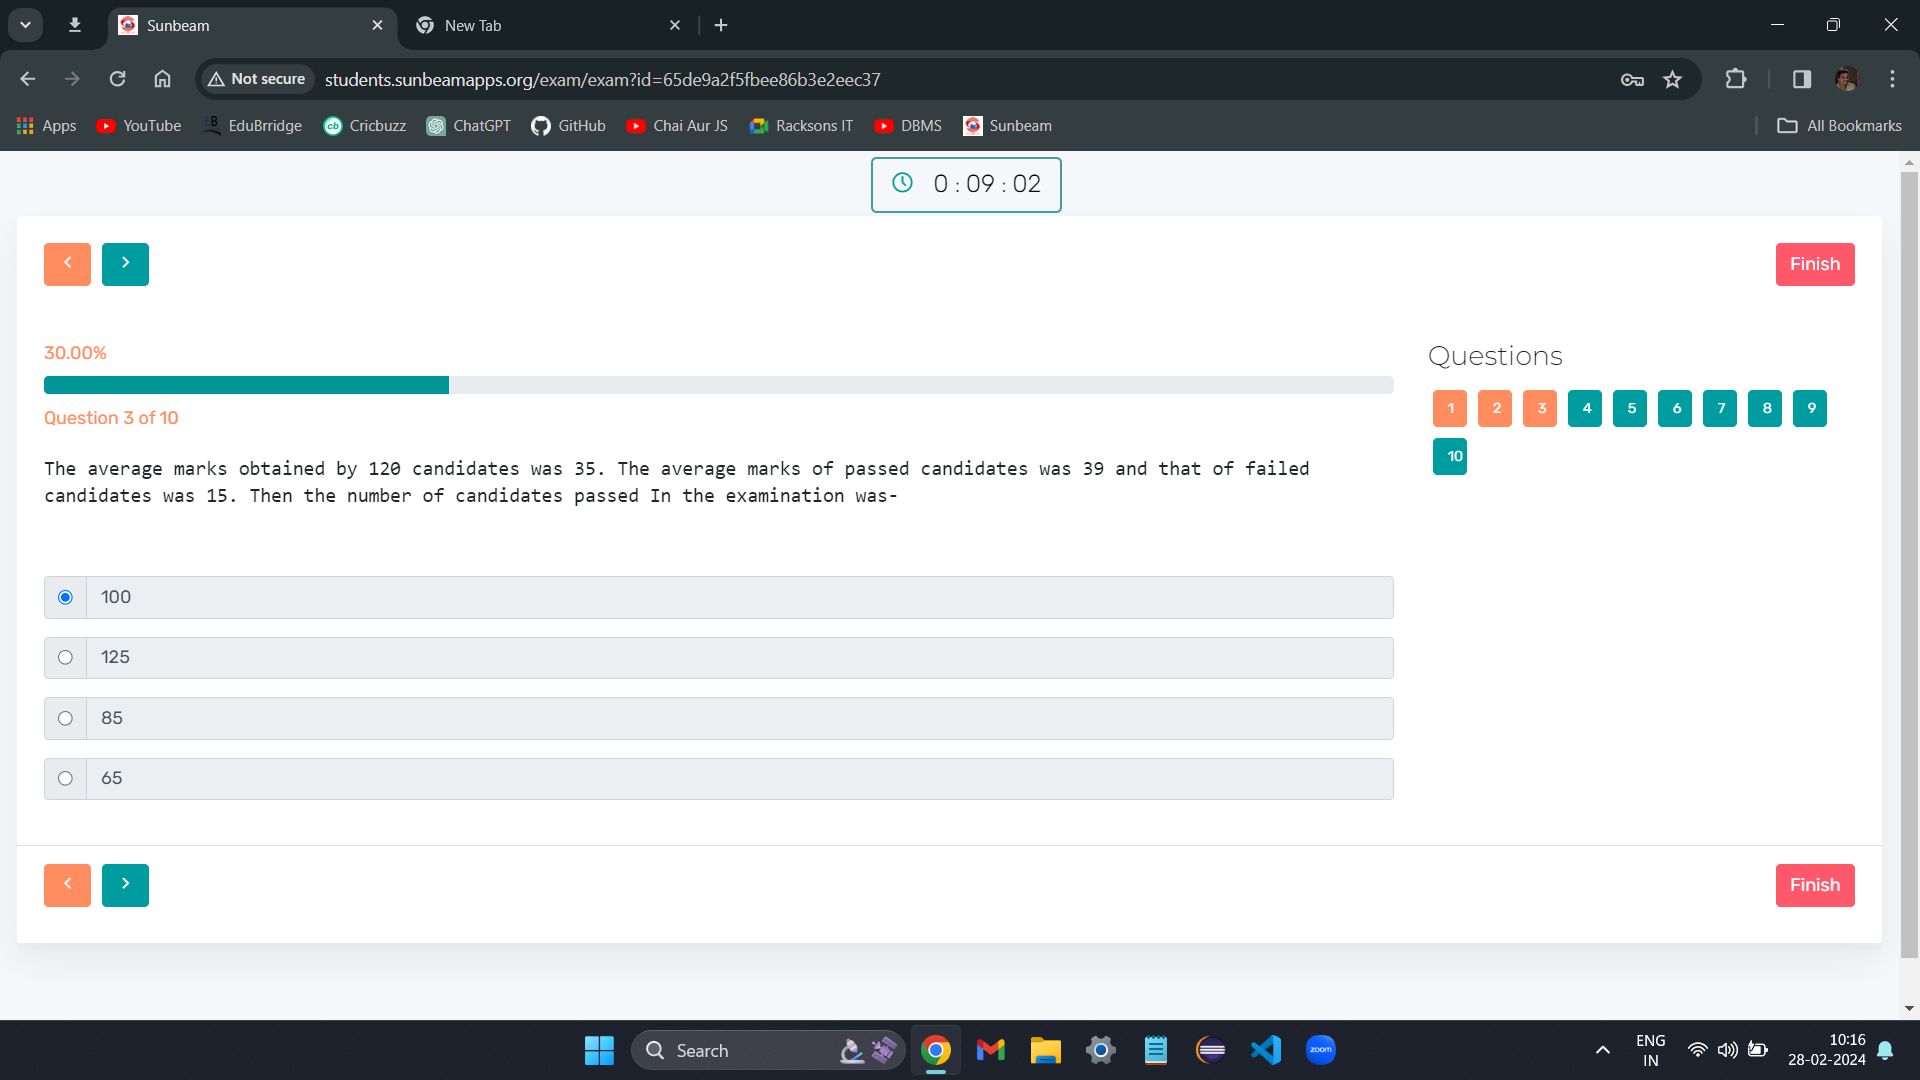 Sunbeam
New Tab
Not secure
students.sunbeamapps.org/exam/exam?id=65de9a2f5fbee86b3e2eec37
Apps
YouTube
B
EduBrridge
cb
Cricbuzz
ChatGPT
GitHub
Chai Aur JS
Racksons IT
DBMS
Sunbeam
All Bookmarks
0 : 09 : 02
Finish
30.00%
Question 3 of 10
The average marks obtained by 120 candidates was 35. The average marks of passed candidates was 39 and that of failed
candidates was 15. Then the number of candidates passed In the examination was-
100
125
85
65
Questions
1 2 3 4 5 6 7 8 9
10
Finish
Search
zoom
ENG
IN
10:16
28-02-2024